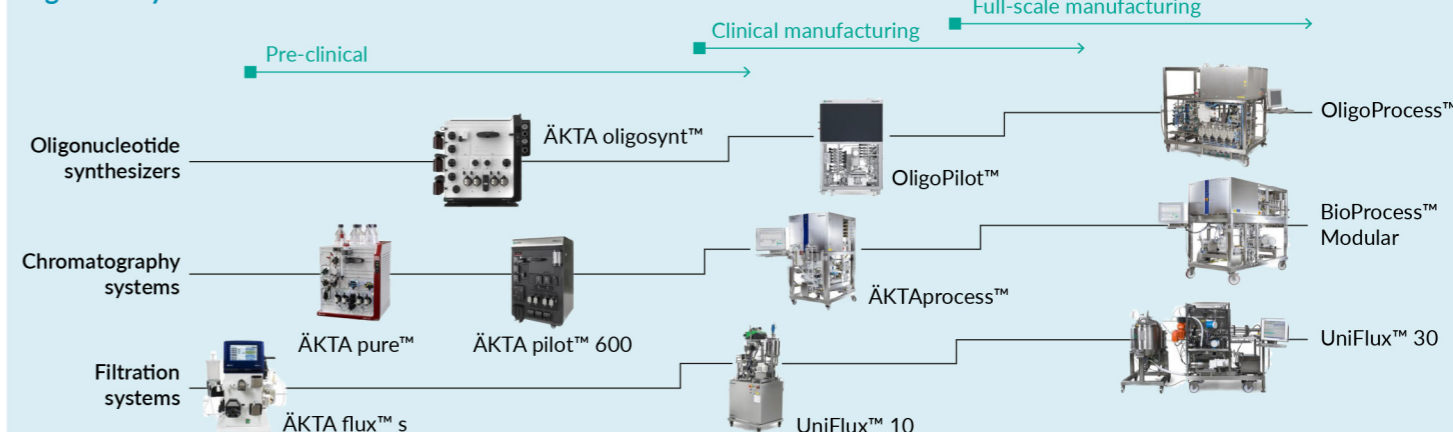 Full-scale manufacturing
Clinical manufacturing
Pre-clinical
Oligonucleotide
synthesizers
ÄKTA oligosynt™
OligoPilot™
OligoProcess™
Chromatography
systems
ÄKTA pure™
ÄKTA pilot™ 600
ÄKTAprocess™
BioProcess™
Modular
Filtration
systems
ÄKTA flux™ s
UniFlux™ 10
UniFlux™ 30